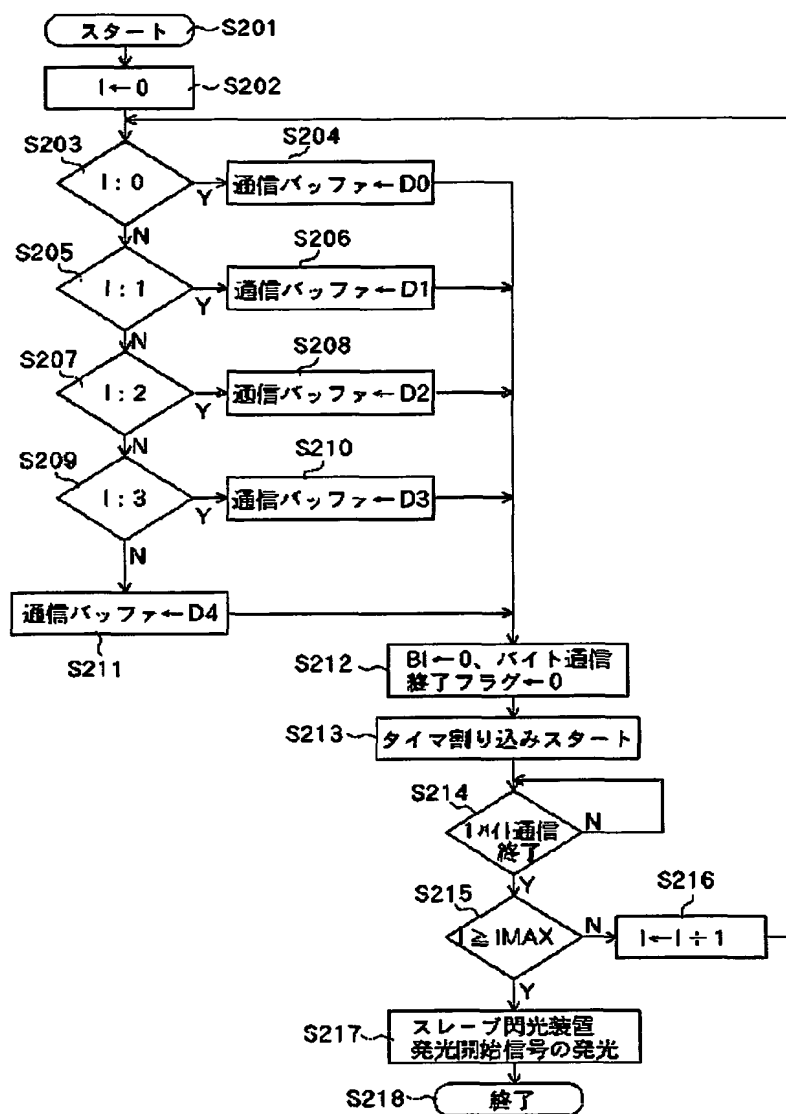 スタート
S201
I←0
S202
S203
I : 0
Y
N
S204
通信バッファ←D0
S205
I : 1
Y
N
S206
通信バッファ←D1
S207
I : 2
Y
N
S208
通信バッファ←D2
S209
I : 3
Y
N
S210
通信バッファ←D3
通信バッファ←D4
S211
S212
BI←0、バイト通信
終了フラグ←0
S213
タイマ割り込みスタート
S214
1バイト通信
終了
N
Y
S215
I≧IMAX
N
Y
S216
I←I+1
S217
スレーブ閃光装置
発光開始信号の発光
S218
終了